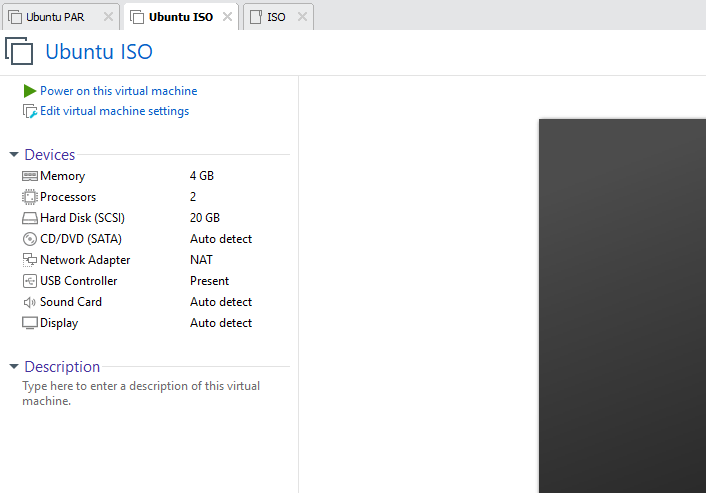 Ubuntu PAR Ubuntu ISO ISO
Ubuntu ISO
Power on this virtual machine
Edit virtual machine settings
Devices
Memory 4 GB
Processors 2
Hard Disk (SCSI) 20 GB
CD/DVD (SATA) Auto detect
Network Adapter NAT
USB Controller Present
Sound Card Auto detect
Display Auto detect
Description
Type here to enter a description of this virtual
machine.